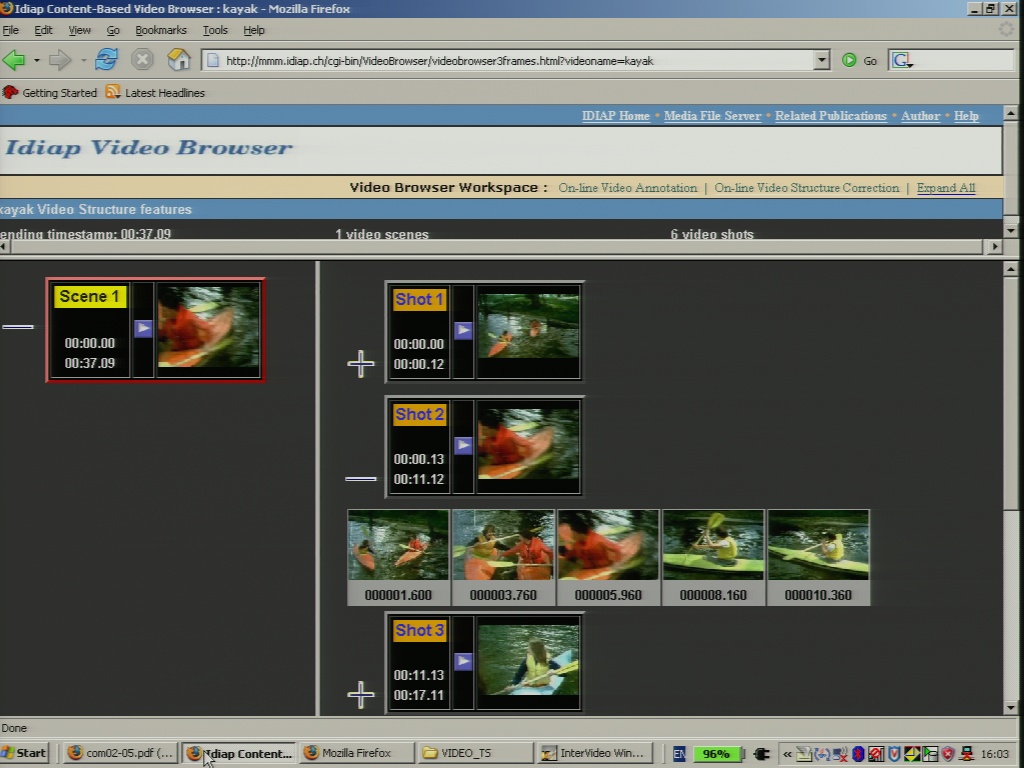 Idiap Content-Based Video Browser : kayak - Mozilla Firefox
File Edit View Go Bookmarks Tools Help
http://mmm.idiap.ch/cgi-bin/VideoBrowser/videobrowser3frames.html?videoname=kayak Go G
Getting Started Latest Headlines
IDIAP Home • Media File Server • Related Publications • Author • Help
Idiap Video Browser
Video Browser Workspace : On-line Video Annotation | On-line Video Structure Correction | Expand All
kayak Video Structure features
ending timestamp: 00:37.09 1 video scenes 6 video shots
Scene 1
00:00.00
00:37.09
Shot 1
00:00.00
00:00.12
Shot 2
00:00.13
00:11.12
000001.600 000003.760 000005.960 000008.160 000010.360
Shot 3
00:11.13
00:17.11
Done
Start com02-05.pdf (... Idiap Content... Mozilla Firefox VIDEO_TS InterVideo Win... EN 96% « 16:03